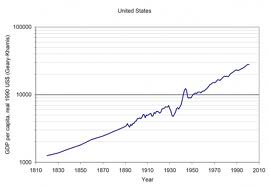 United States
GDP per capita, real 1990 US$ (Geary-Khamis)
100000
10000
1000
1810 1830 1850 1870 1890 1910 1930 1950 1970 1990 2010
Year